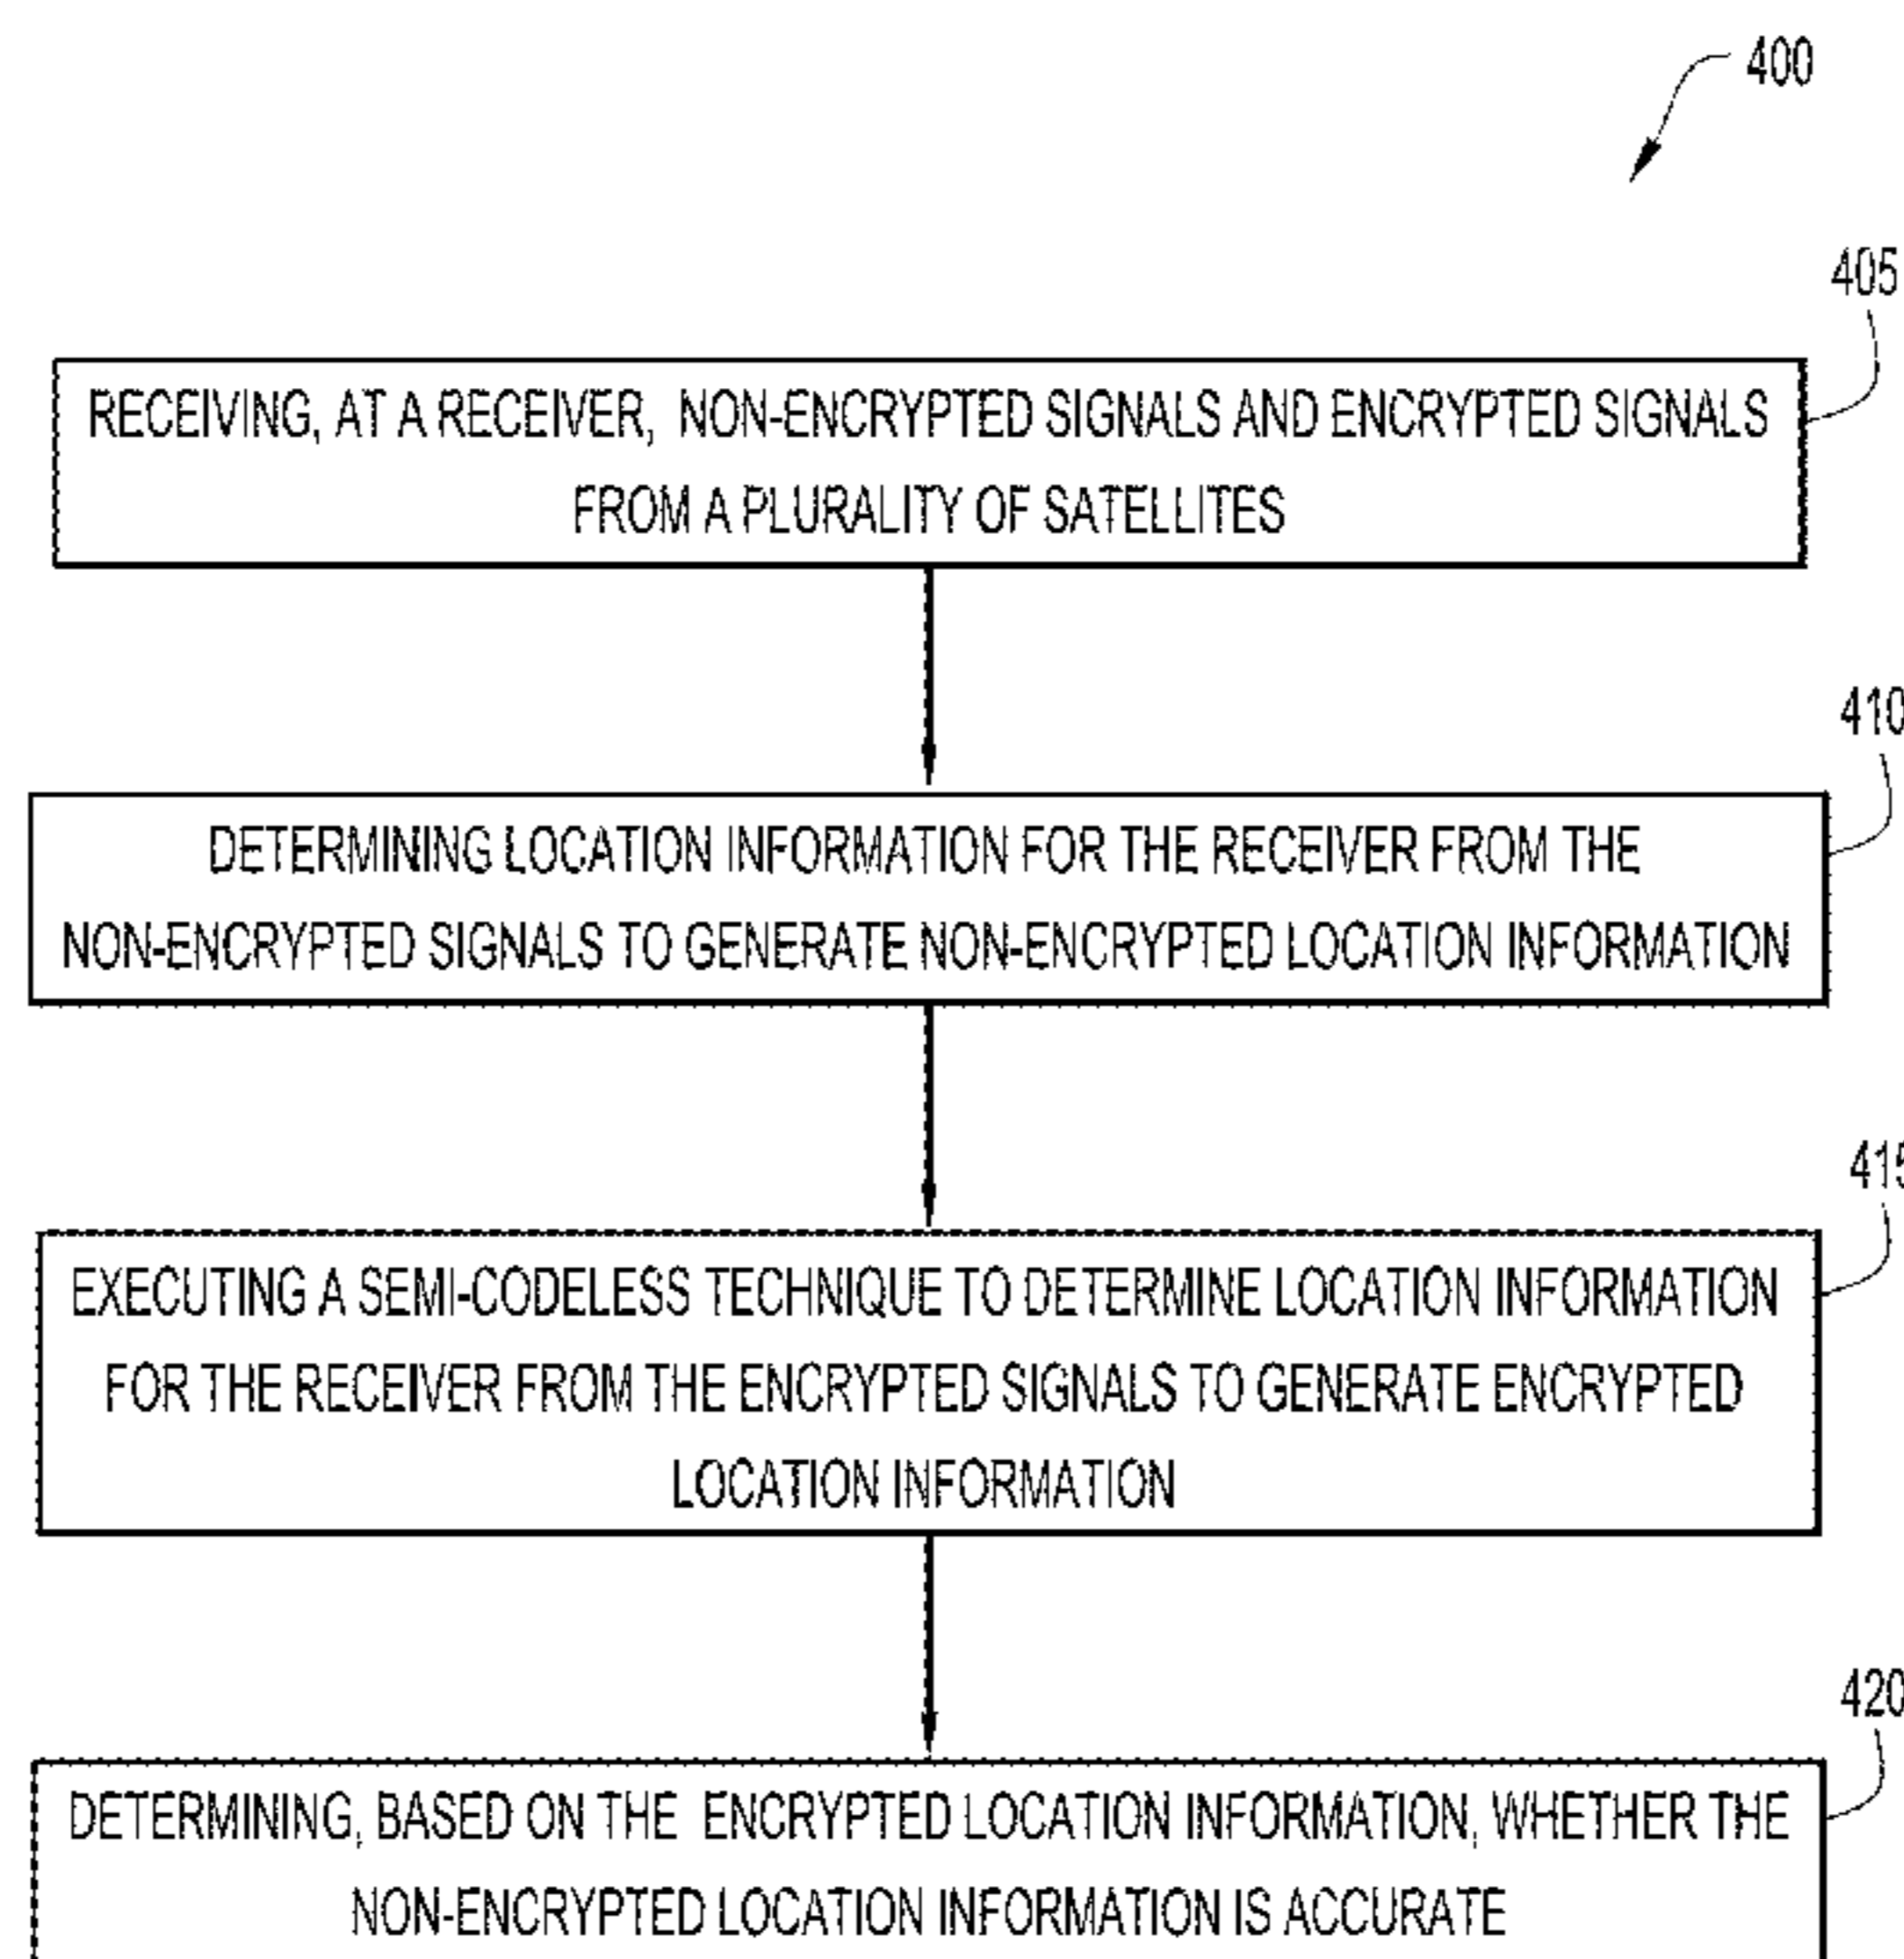 400
405
RECEIVING, AT A RECEIVER, NON-ENCRYPTED SIGNALS AND ENCRYPTED SIGNALS
FROM A PLURALITY OF SATELLITES
410
DETERMINING LOCATION INFORMATION FOR THE RECEIVER FROM THE
NON-ENCRYPTED SIGNALS TO GENERATE NON-ENCRYPTED LOCATION INFORMATION
415
EXECUTING A SEMI-CODELESS TECHNIQUE TO DETERMINE LOCATION INFORMATION
FOR THE RECEIVER FROM THE ENCRYPTED SIGNALS TO GENERATE ENCRYPTED
LOCATION INFORMATION
420
DETERMINING, BASED ON THE ENCRYPTED LOCATION INFORMATION, WHETHER THE
NON-ENCRYPTED LOCATION INFORMATION IS ACCURATE